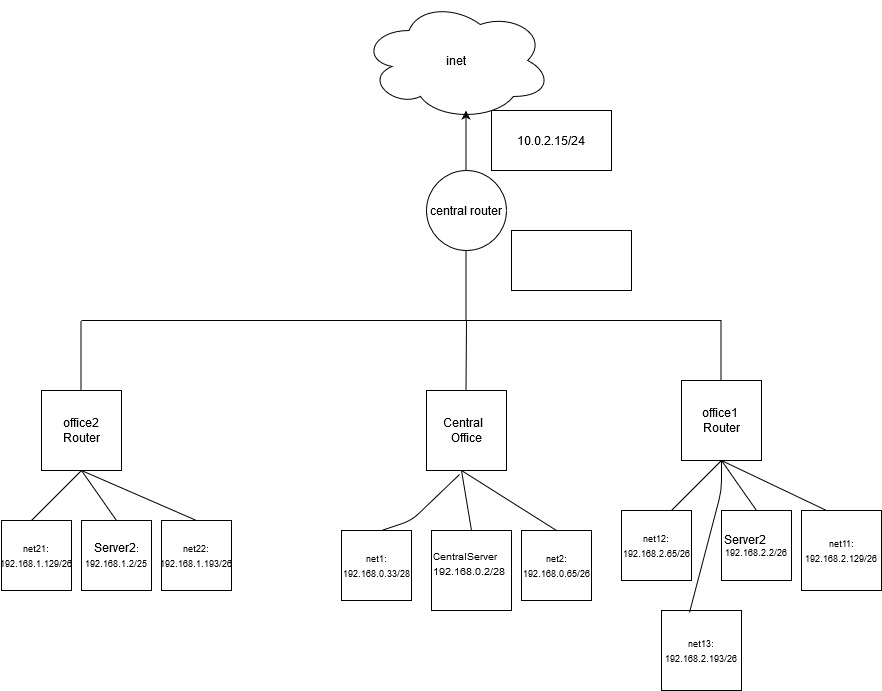 inet
10.0.2.15/24
central router
office2
Router
Central
Office
office1
Router
net21:
192.168.1.129/26
Server2:
192.168.1.2/25
net22:
192.168.1.193/26
net1:
192.168.0.33/28
CentralServer
192.168.0.2/28
net2:
192.168.0.65/26
net12:
192.168.2.65/26
Server2
192.168.2.2/26
net11:
192.168.2.129/26
net13:
192.168.2.193/26